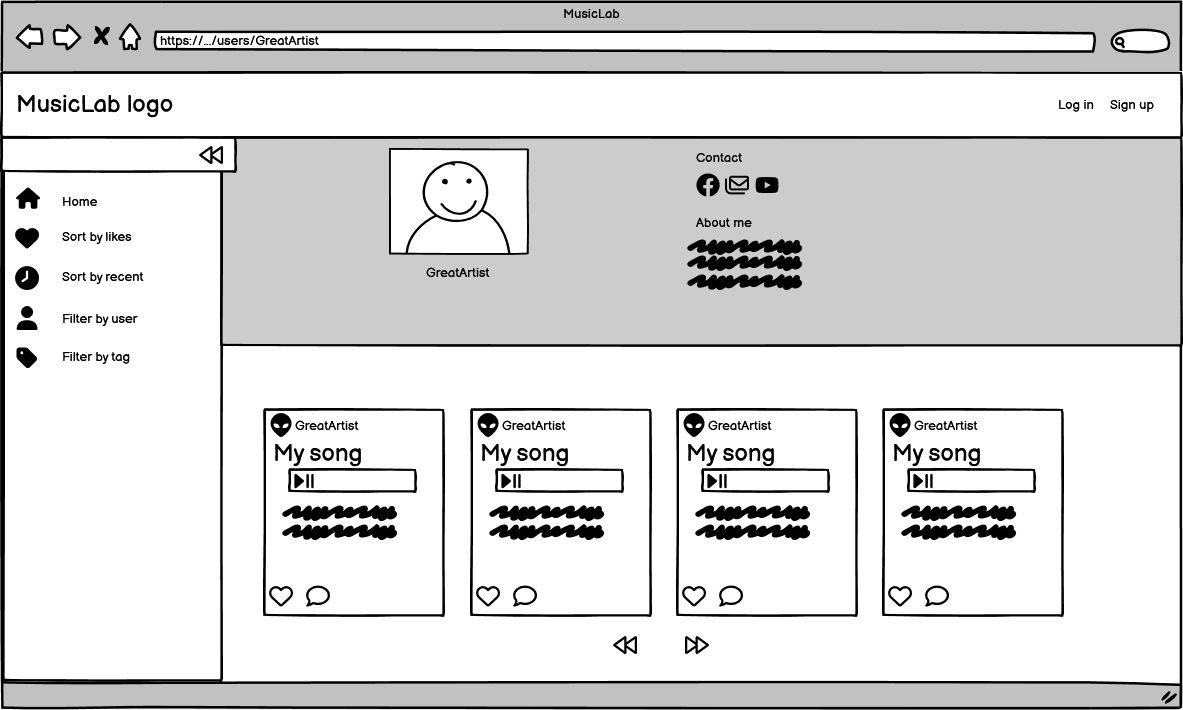 MusicLab
https://.../users/GreatArtist
MusicLab logo
Log in Sign up
Home
Sort by likes
Sort by recent
Filter by user
Filter by tag
GreatArtist
Contact
About me
GreatArtist
My song
GreatArtist
My song
GreatArtist
My song
GreatArtist
My song